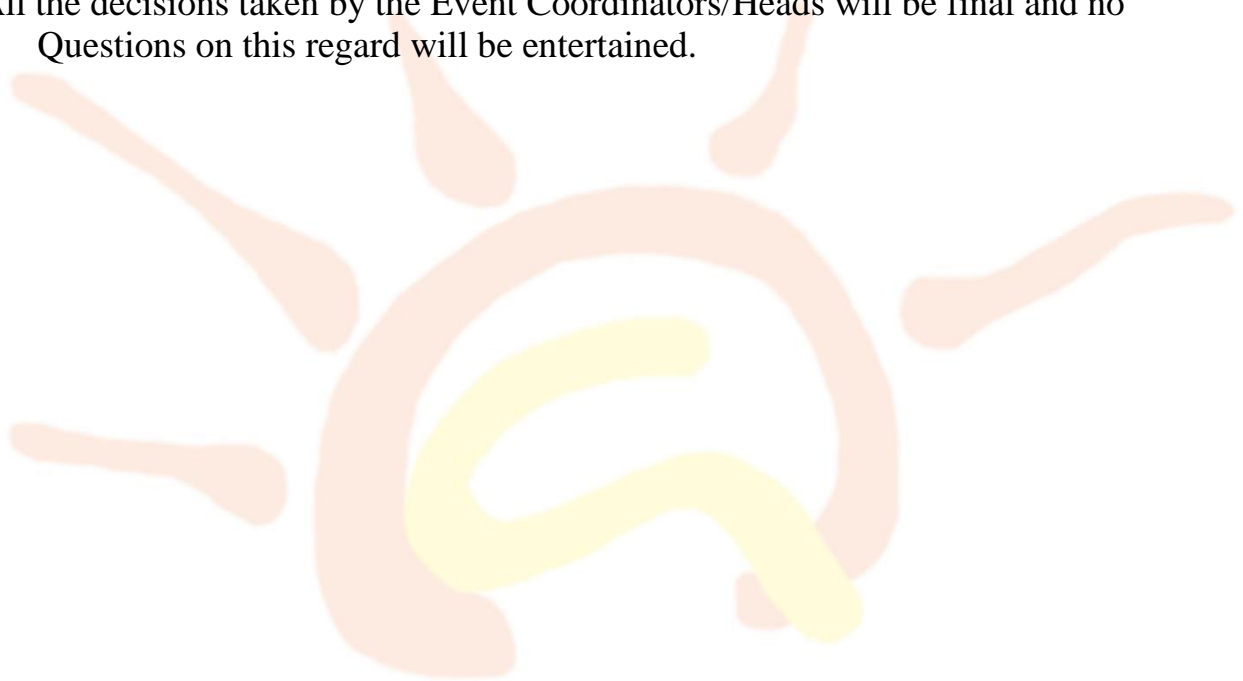 All the decisions taken by the Event Coordinators/Heads will be final and no
Questions on this regard will be entertained.